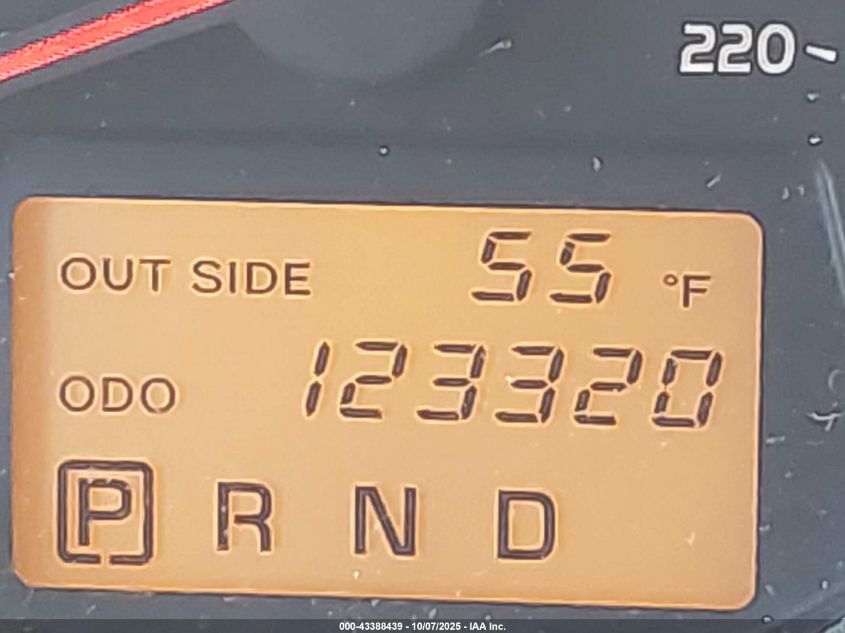 220
OUT SIDE 55 °F
ODO 123320
P R N D
000-43388439 - 10/07/2025 - IAA Inc.